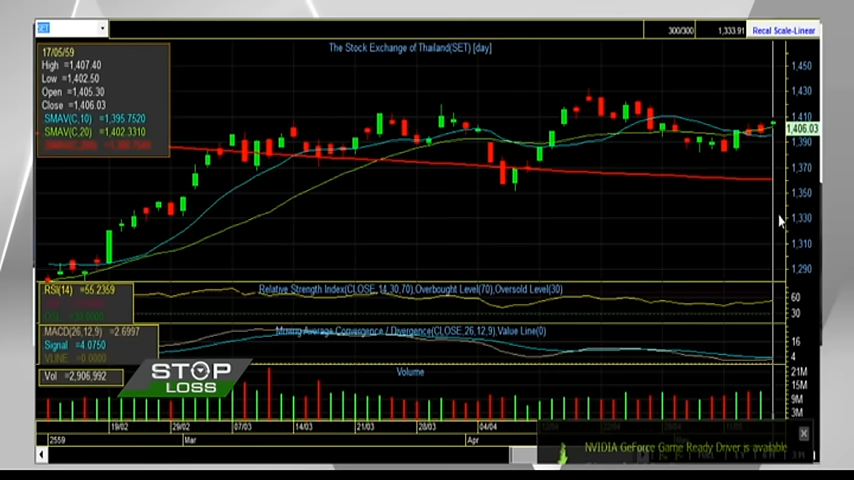 SET
300/300 1,333.91 Recal Scale-Linear
The Stock Exchange of Thailand(SET) [day]
17/05/59
High =1,407.40
Low =1,402.50
Open =1,405.30
Close =1,406.03
SMAV(C,10) =1,395.7520
SMAV(C,20) =1,402.3310
1,450
1,430
1,410
1,406.03
1,390
1,370
1,350
1,330
1,310
1,290
RSI(14) =55.2359
Relative Strength Index(CLOSE,14,30,70),Overbought Level(70),Oversold Level(30)
60
30
MACD(26,12,9) =2.6997
Signal =4.0750
VLINE =0.0000
Moving Average Convergence / Divergence(CLOSE,26,12,9),Value Line(0)
16
4
Vol =2,906,992
STOP
LOSS
Volume
21M
15M
9M
3M
19/02 29/02 07/03 14/03 21/03 28/03 04/04
2559 Mar Apr
NVIDIA GeForce Game Ready Driver is available